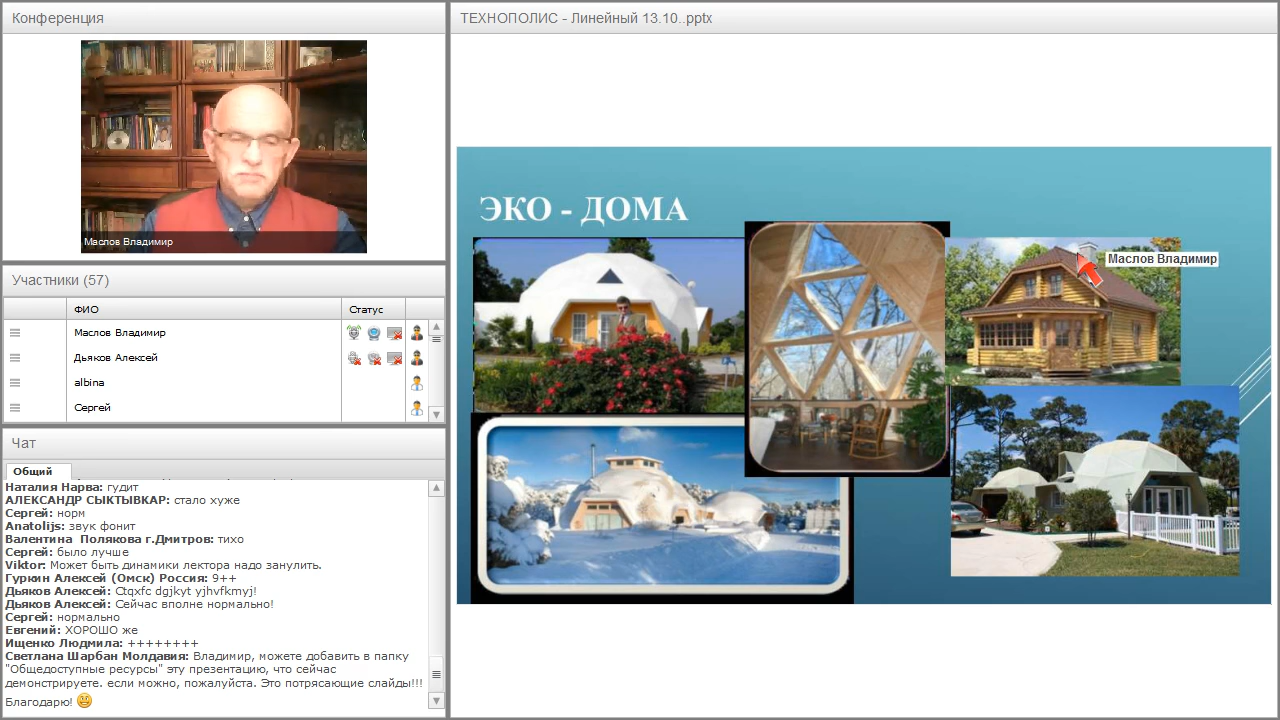 Конференция
Маслов Владимир
Участники (57)
ФИО
Статус
Маслов Владимир
Дьяков Алексей
albina
Сергей
Чат
Общий
Наталия Нарва: гудит
АЛЕКСАНДР СЫКТЫВКАР: стало хуже
Сергей: норм
Anatolijs: звук фонит
Валентина Полякова г.Дмитров: тихо
Сергей: было лучше
Viktor: Может быть динамики лектора надо занулить.
Гуркин Алексей (Омск) Россия: 9++
Дьяков Алексей: Ctqxfc dgjkyt yjhvfkmyj!
Дьяков Алексей: Сейчас вполне нормально!
Сергей: нормально
Евгений: ХОРОШО же
Ищенко Людмила: ++++++++
Светлана Шарбан Молдавия: Владимир, можете добавить в папку
"Общедоступные ресурсы" эту презентацию, что сейчас
демонстрируете. если можно, пожалуйста. Это потрясающие слайды!!!
Благодарю!
ТЕХНОПОЛИС - Линейный 13.10..pptx
ЭКО - ДОМА
Маслов Владимир